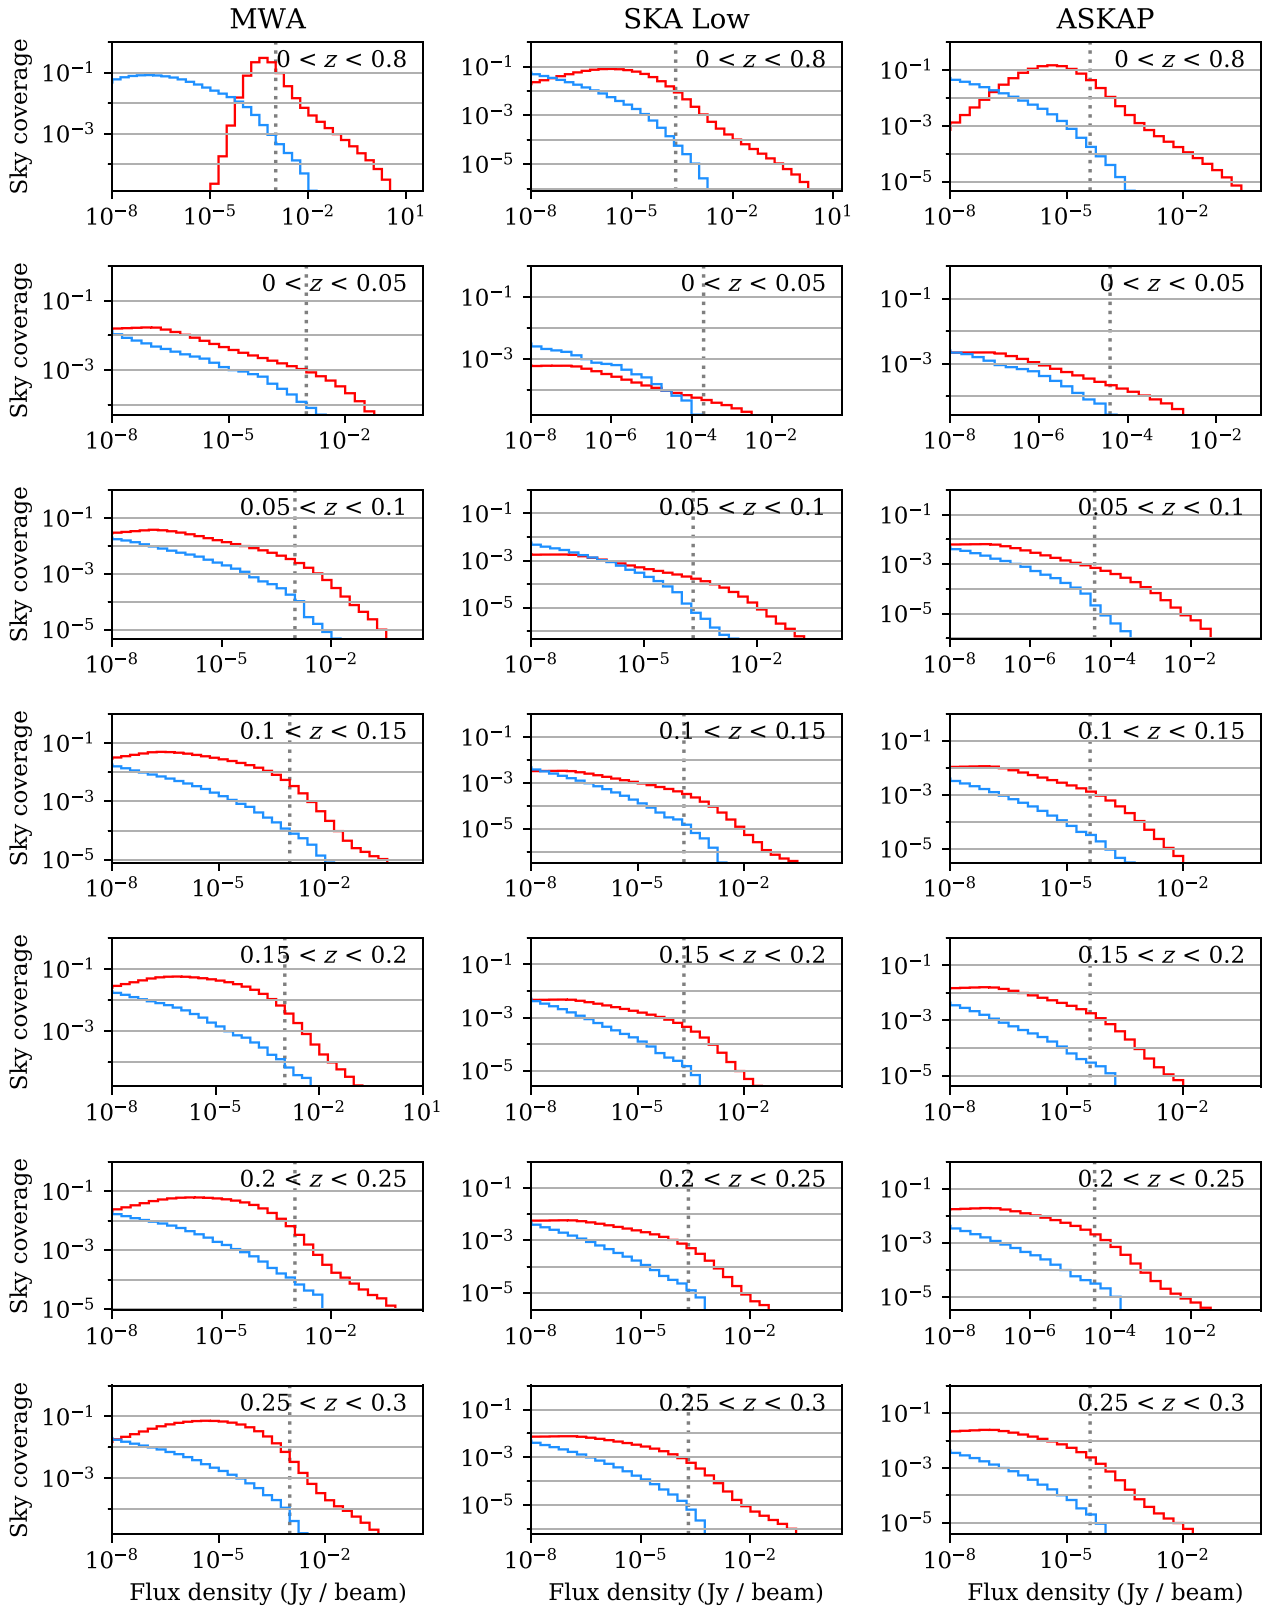 MWA SKA Low ASKAP
Sky coverage 10⁻¹ 10⁻³ 0 < z < 0.8 10⁻⁸ 10⁻⁵ 10⁻² 10¹
10⁻¹ 10⁻³ 10⁻⁵ 0 < z < 0.8 10⁻⁸ 10⁻⁵ 10⁻² 10¹
10⁻¹ 10⁻³ 10⁻⁵ 0 < z < 0.8 10⁻⁸ 10⁻⁵ 10⁻²
Sky coverage 10⁻¹ 10⁻³ 0 < z < 0.05 10⁻⁸ 10⁻⁵ 10⁻²
10⁻¹ 10⁻³ 0 < z < 0.05 10⁻⁸ 10⁻⁶ 10⁻⁴ 10⁻²
10⁻¹ 10⁻³ 0 < z < 0.05 10⁻⁸ 10⁻⁶ 10⁻⁴ 10⁻²
Sky coverage 10⁻¹ 10⁻³ 10⁻⁵ 0.05 < z < 0.1 10⁻⁸ 10⁻⁵ 10⁻²
10⁻¹ 10⁻³ 10⁻⁵ 0.05 < z < 0.1 10⁻⁸ 10⁻⁵ 10⁻²
10⁻¹ 10⁻³ 10⁻⁵ 0.05 < z < 0.1 10⁻⁸ 10⁻⁶ 10⁻⁴ 10⁻²
Sky coverage 10⁻¹ 10⁻³ 10⁻⁵ 0.1 < z < 0.15 10⁻⁸ 10⁻⁵ 10⁻²
10⁻¹ 10⁻³ 10⁻⁵ 0.1 < z < 0.15 10⁻⁸ 10⁻⁵ 10⁻²
10⁻¹ 10⁻³ 10⁻⁵ 0.1 < z < 0.15 10⁻⁸ 10⁻⁵ 10⁻²
Sky coverage 10⁻¹ 10⁻³ 0.15 < z < 0.2 10⁻⁸ 10⁻⁵ 10⁻² 10¹
10⁻¹ 10⁻³ 10⁻⁵ 0.15 < z < 0.2 10⁻⁸ 10⁻⁵ 10⁻²
10⁻¹ 10⁻³ 10⁻⁵ 0.15 < z < 0.2 10⁻⁸ 10⁻⁵ 10⁻²
Sky coverage 10⁻¹ 10⁻³ 10⁻⁵ 0.2 < z < 0.25 10⁻⁸ 10⁻⁵ 10⁻²
10⁻¹ 10⁻³ 10⁻⁵ 0.2 < z < 0.25 10⁻⁸ 10⁻⁵ 10⁻²
10⁻¹ 10⁻³ 10⁻⁵ 0.2 < z < 0.25 10⁻⁸ 10⁻⁶ 10⁻⁴ 10⁻²
Sky coverage 10⁻¹ 10⁻³ 0.25 < z < 0.3 10⁻⁸ 10⁻⁵ 10⁻²
10⁻¹ 10⁻³ 10⁻⁵ 0.25 < z < 0.3 10⁻⁸ 10⁻⁵ 10⁻²
10⁻¹ 10⁻³ 10⁻⁵ 0.25 < z < 0.3 10⁻⁸ 10⁻⁵ 10⁻²
Flux density (Jy / beam) Flux density (Jy / beam) Flux density (Jy / beam)